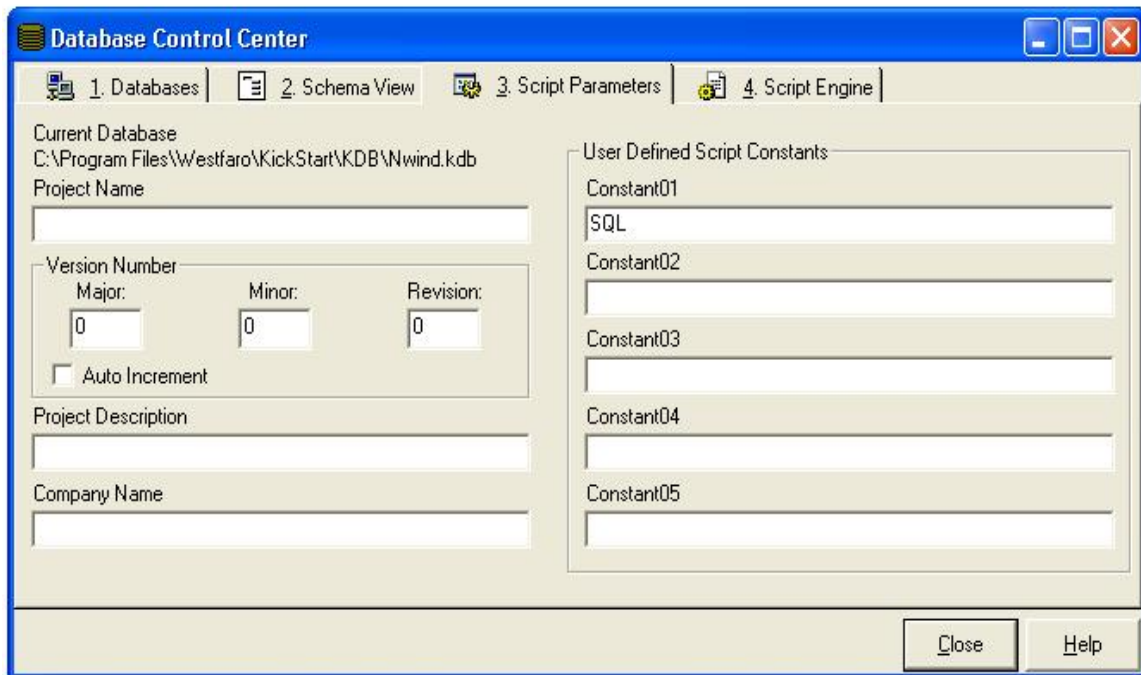 Database Control Center
1. Databases
2. Schema View
3. Script Parameters
4. Script Engine
Current Database
C:\Program Files\Westfaro\KickStart\KDB\Nwind.kdb
Project Name
Version Number
Major: Minor: Revision:
0 0 0
Auto Increment
Project Description
Company Name
User Defined Script Constants
Constant01
SQL
Constant02
Constant03
Constant04
Constant05
Close
Help